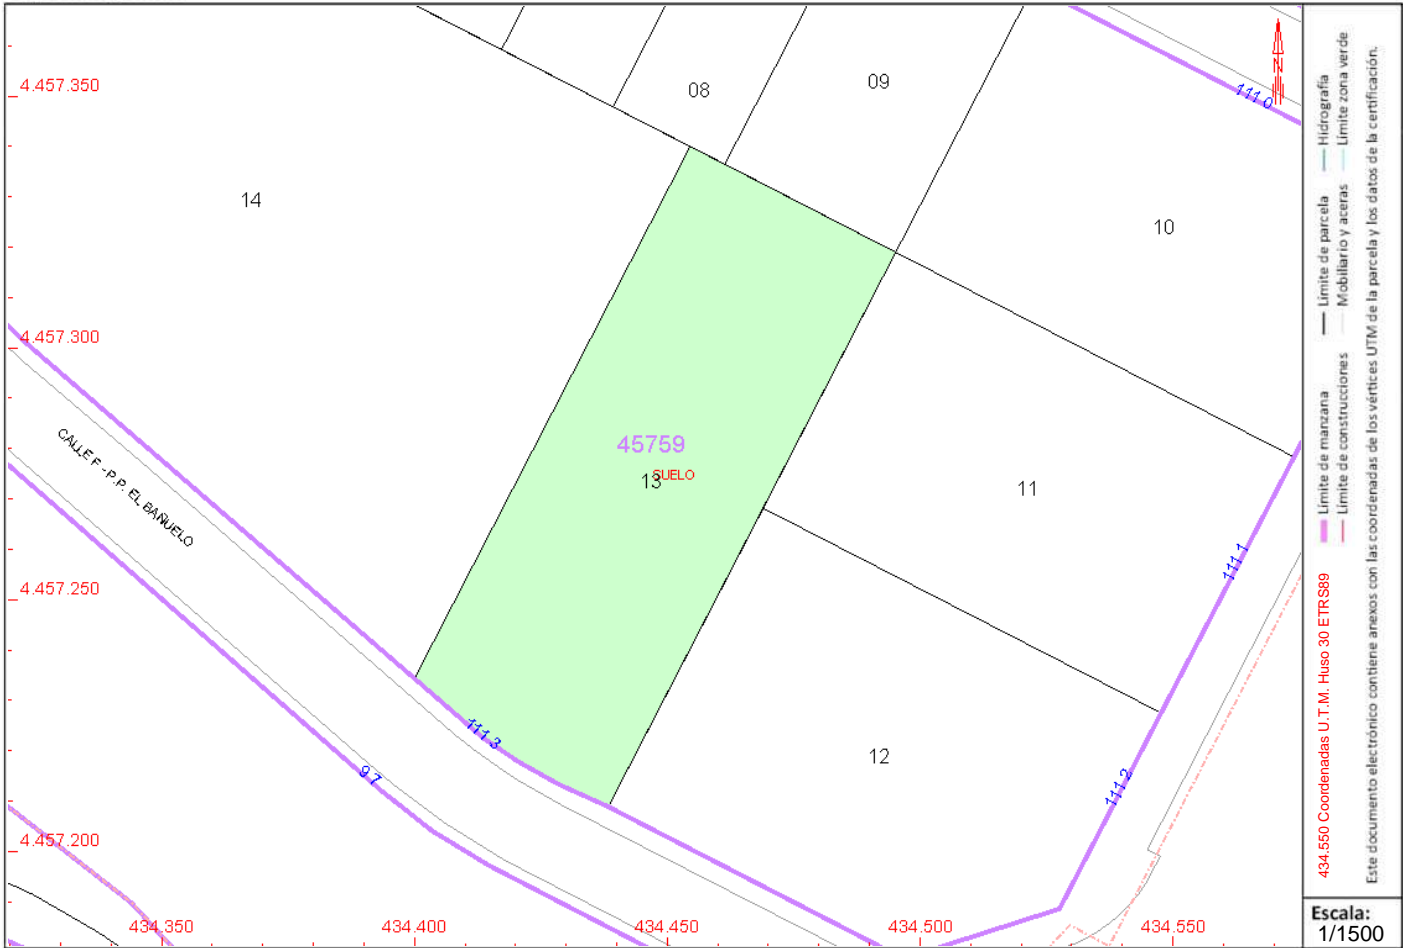 4.457.350
08
09
111.0
14
10
4.457.300
45759
SUELO
13
CALLE F - P.P. EL BAÑUELO
11
111.1
4.457.250
111.3
12
9.7
111.2
4.457.200
434.350
434.400
434.450
434.500
434.550
N
434.550 Coordenadas U.T.M. Huso 30 ETRS89
Límite de manzana
Límite de parcela
Hidrografía
Límite de construcciones
Mobiliario y aceras
Límite zona verde
Este documento electrónico contiene anexos con las coordenadas de los vértices UTM de la parcela y los datos de la certificación.
Escala:
1/1500